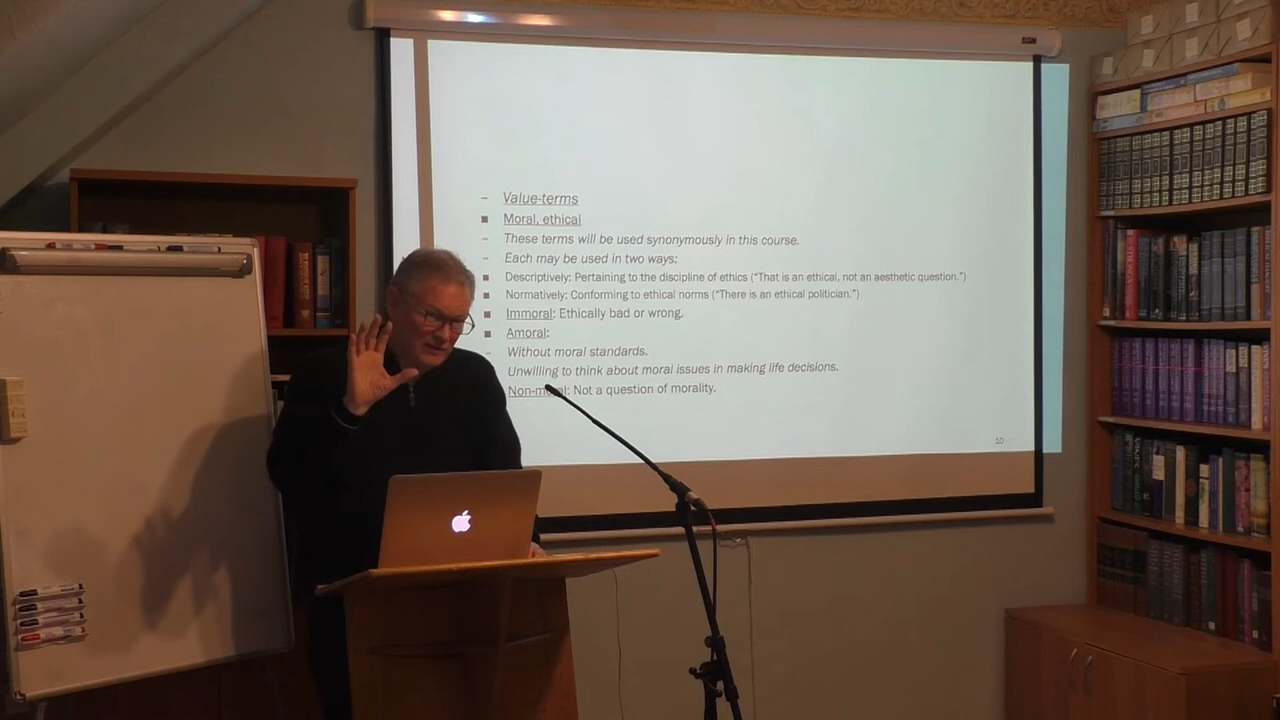 – Value-terms
■ Moral, ethical
– These terms will be used synonymously in this course.
– Each may be used in two ways:
■ Descriptively: Pertaining to the discipline of ethics ("That is an ethical, not an aesthetic question.")
■ Normatively: Conforming to ethical norms ("There is an ethical politician.")
■ Immoral: Ethically bad or wrong.
■ Amoral:
– Without moral standards.
Unwilling to think about moral issues in making life decisions.
Non-moral: Not a question of morality.
10